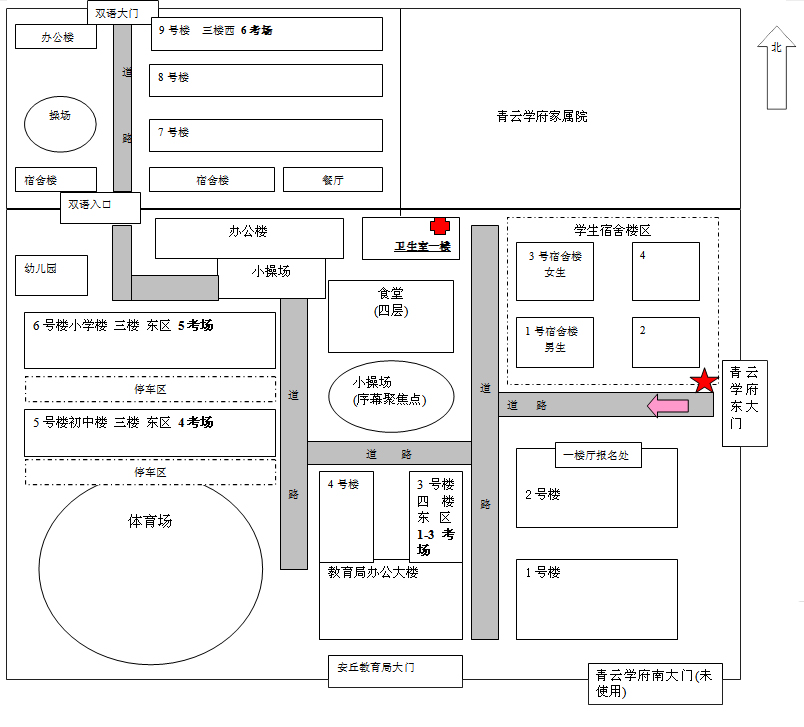 双语大门
北
办公楼
9号楼 三楼西 6考场
道
8号楼
操场
青云学府家属院
路
7号楼
宿舍楼
宿舍楼
餐厅
双语入口
办公楼
卫生室一楼
学生宿舍楼区
3号宿舍楼
女生
4
幼儿园
小操场
食堂
(四层)
6号楼小学楼 三楼 东区 5考场
1号宿舍楼
男生
2
停车区
小操场
(序幕聚焦点)
道
道
青云
学府
东大
门
道 路
5号楼初中楼 三楼 东区 4考场
道 路
一楼厅报名处
停车区
4号楼
3号楼
四楼
东区
1-3考
场
2号楼
路
路
体育场
教育局办公大楼
1号楼
安丘教育局大门
青云学府南大门(未
使用)